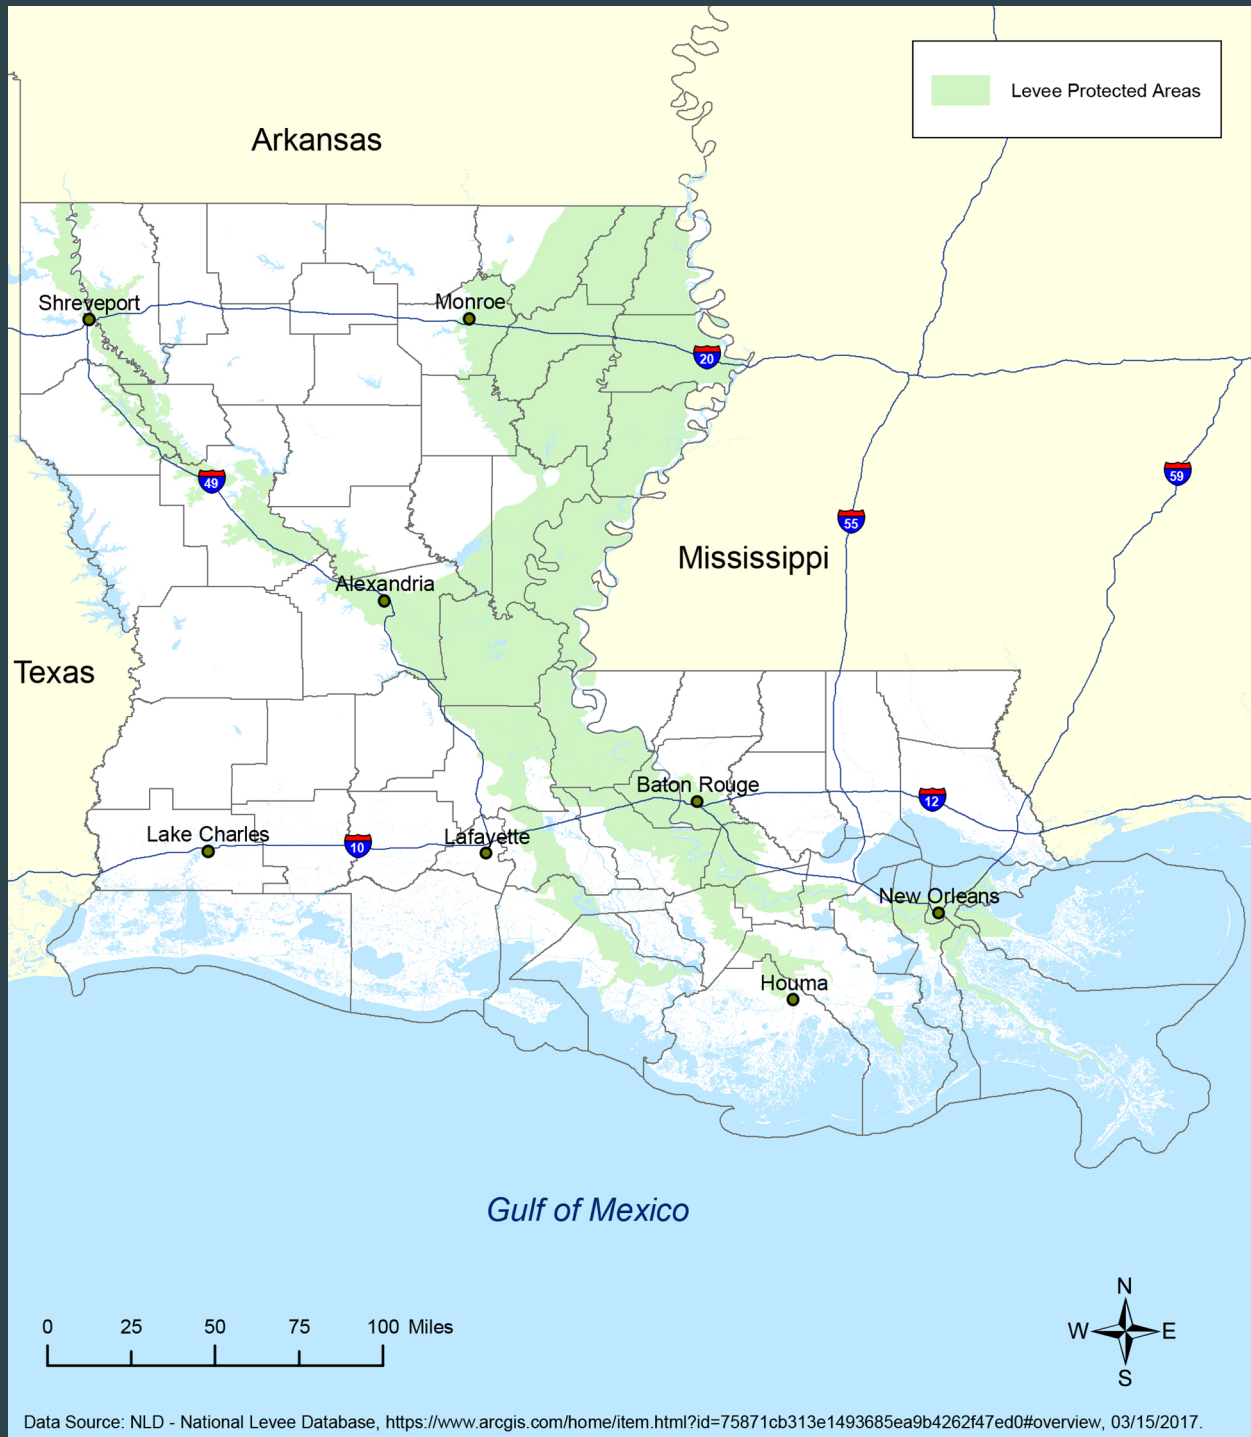 Levee Protected Areas
Arkansas
Shreveport
Monroe
20
49
59
55
Mississippi
Alexandria
Texas
Baton Rouge
12
Lake Charles
10
Lafayette
New Orleans
Houma
Gulf of Mexico
N
W E
S
0 25 50 75 100 Miles
Data Source: NLD - National Levee Database, https://www.arcgis.com/home/item.html?id=75871cb313e1493685ea9b4262f47ed0#overview, 03/15/2017.